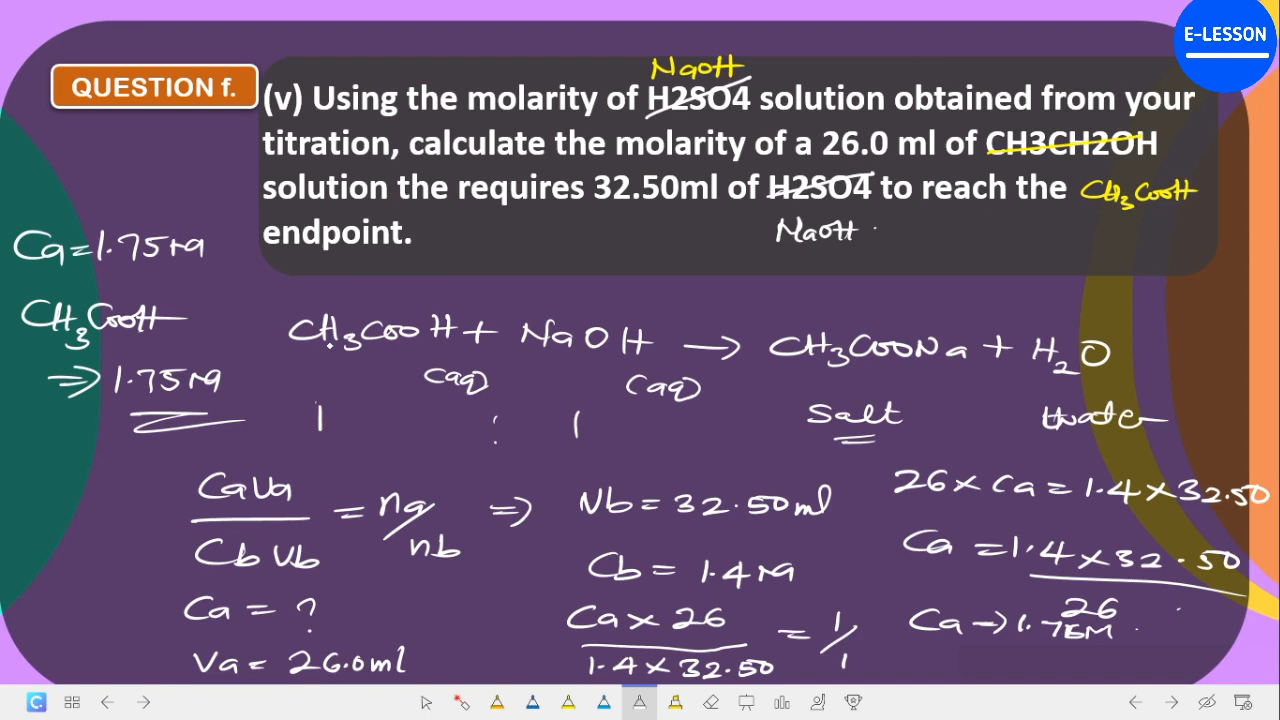 E-LESSON
QUESTION f.
NaOH
(v) Using the molarity of H2SO4 solution obtained from your
titration, calculate the molarity of a 26.0 ml of CH3CH2OH
solution the requires 32.50ml of H2SO4 to reach the CH3COOH
endpoint. NaOH
Ca=1.75M
CH3COOH
=> 1.75M
CH3COOH + NaOH → CH3COONa + H2O
(aq) (aq) Salt Water
1 : 1
CaVa
= na/nb =>
CbVb
Ca = ?
Va = 26.0ml
Vb = 32.50ml
Cb = 1.4M
Ca x 26
= 1/1
1.4 x 32.50
26 x Ca = 1.4 x 32.50
Ca = 1.4 x 32.50
26
Ca → 1.75M